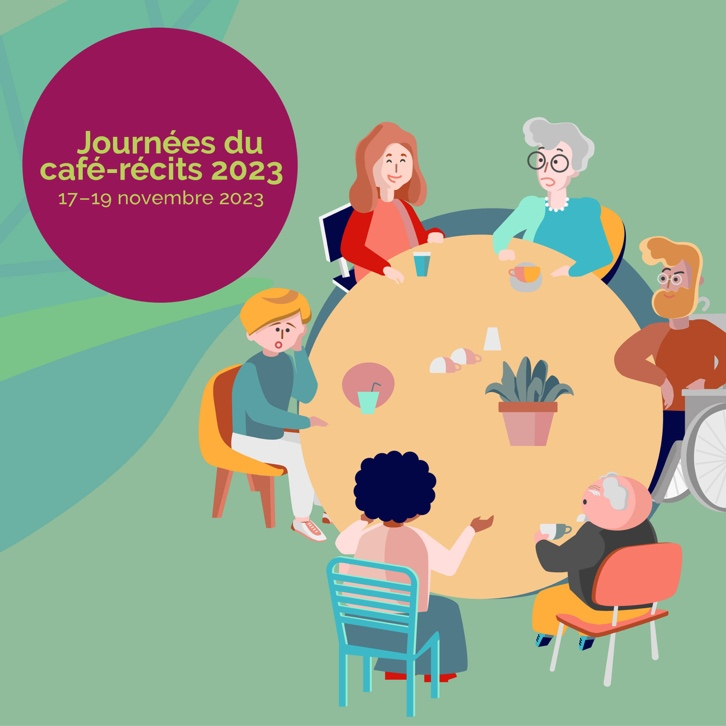 Journées du
café-récits 2023
17–19 novembre 2023